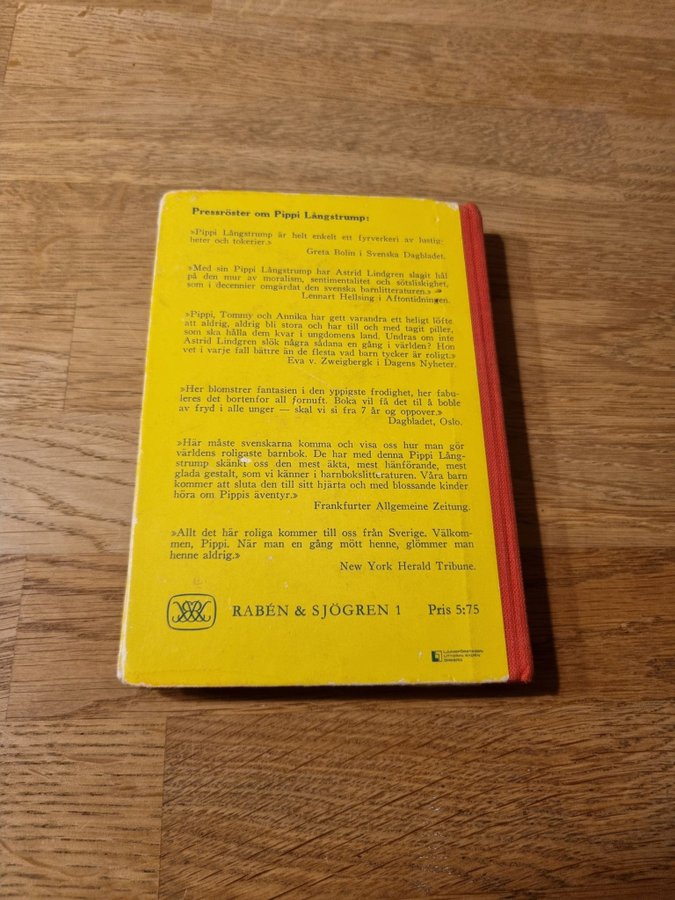 Pressröster om Pippi Långstrump:
»Pippi Långstrump är helt enkelt ett fyrverkeri av lustig-
heter och tokerier.»
Greta Bolin i Svenska Dagbladet.
»Med sin Pippi Långstrump har Astrid Lindgren slagit hål
på den mur av moralism, sentimentalitet och sötsliskighet,
som i decennier omgärdat den svenska barnlitteraturen.»
Lennart Hellsing i Aftontidningen.
»Pippi, Tommy och Annika har gett varandra ett heligt löfte
att aldrig, aldrig bli stora och har till och med tagit piller,
som ska hålla dem kvar i ungdomens land. Undras om inte
Astrid Lindgren slök några sådana en gång i världen? Hon
vet i varje fall bättre än de flesta vad barn tycker är roligt.»
Eva v. Zweigbergk i Dagens Nyheter.
»Her blomstrer fantasien i den yppigste frodighet, her fabu-
leres det bortenfor all fornuft. Boka vil få det til å boble
av fryd i alle unger — skal vi si fra 7 år og oppover.»
Dagbladet, Oslo.
»Här måste svenskarna komma och visa oss hur man gör
världens roligaste barnbok. De har med denna Pippi Lång-
strump skänkt oss den mest äkta, mest hänförande, mest
glada gestalt, som vi känner i barnbokslitteraturen. Våra barn
kommer att sluta den till sitt hjärta och med blossande kinder
höra om Pippis äventyr.»
Frankfurter Allgemeine Zeitung.
»Allt det här roliga kommer till oss från Sverige. Välkom-
men, Pippi. När man en gång mött henne, glömmer man
henne aldrig.»
New York Herald Tribune.
RABÉN & SJÖGREN 1 Pris 5:75